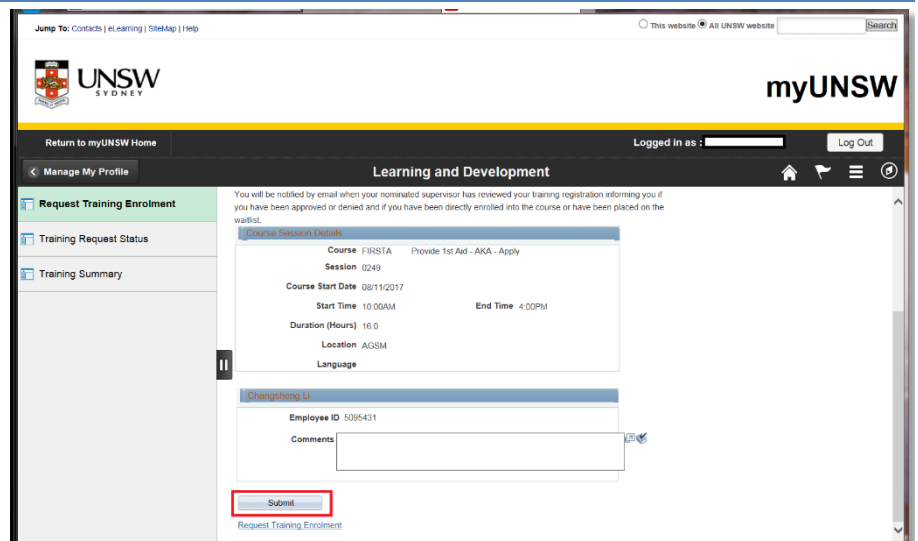 Jump To: Contacts | eLearning | SiteMap | Help
This website All UNSW website Search
UNSW
SYDNEY
myUNSW
Return to myUNSW Home Logged in as : Log Out
Manage My Profile Learning and Development
Request Training Enrolment
Training Request Status
Training Summary
You will be notified by email when your nominated supervisor has reviewed your training registration informing you if
you have been approved or denied and if you have been directly enrolled into the course or have been placed on the
waitlist.
Course Session Details
Course FIRSTA Provide 1st Aid - AKA - Apply
Session 0249
Course Start Date 08/11/2017
Start Time 10:00AM End Time 4:00PM
Duration (Hours) 16.0
Location AGSM
Language
Changsheng Li
Employee ID 5095431
Comments
Submit
Request Training Enrolment